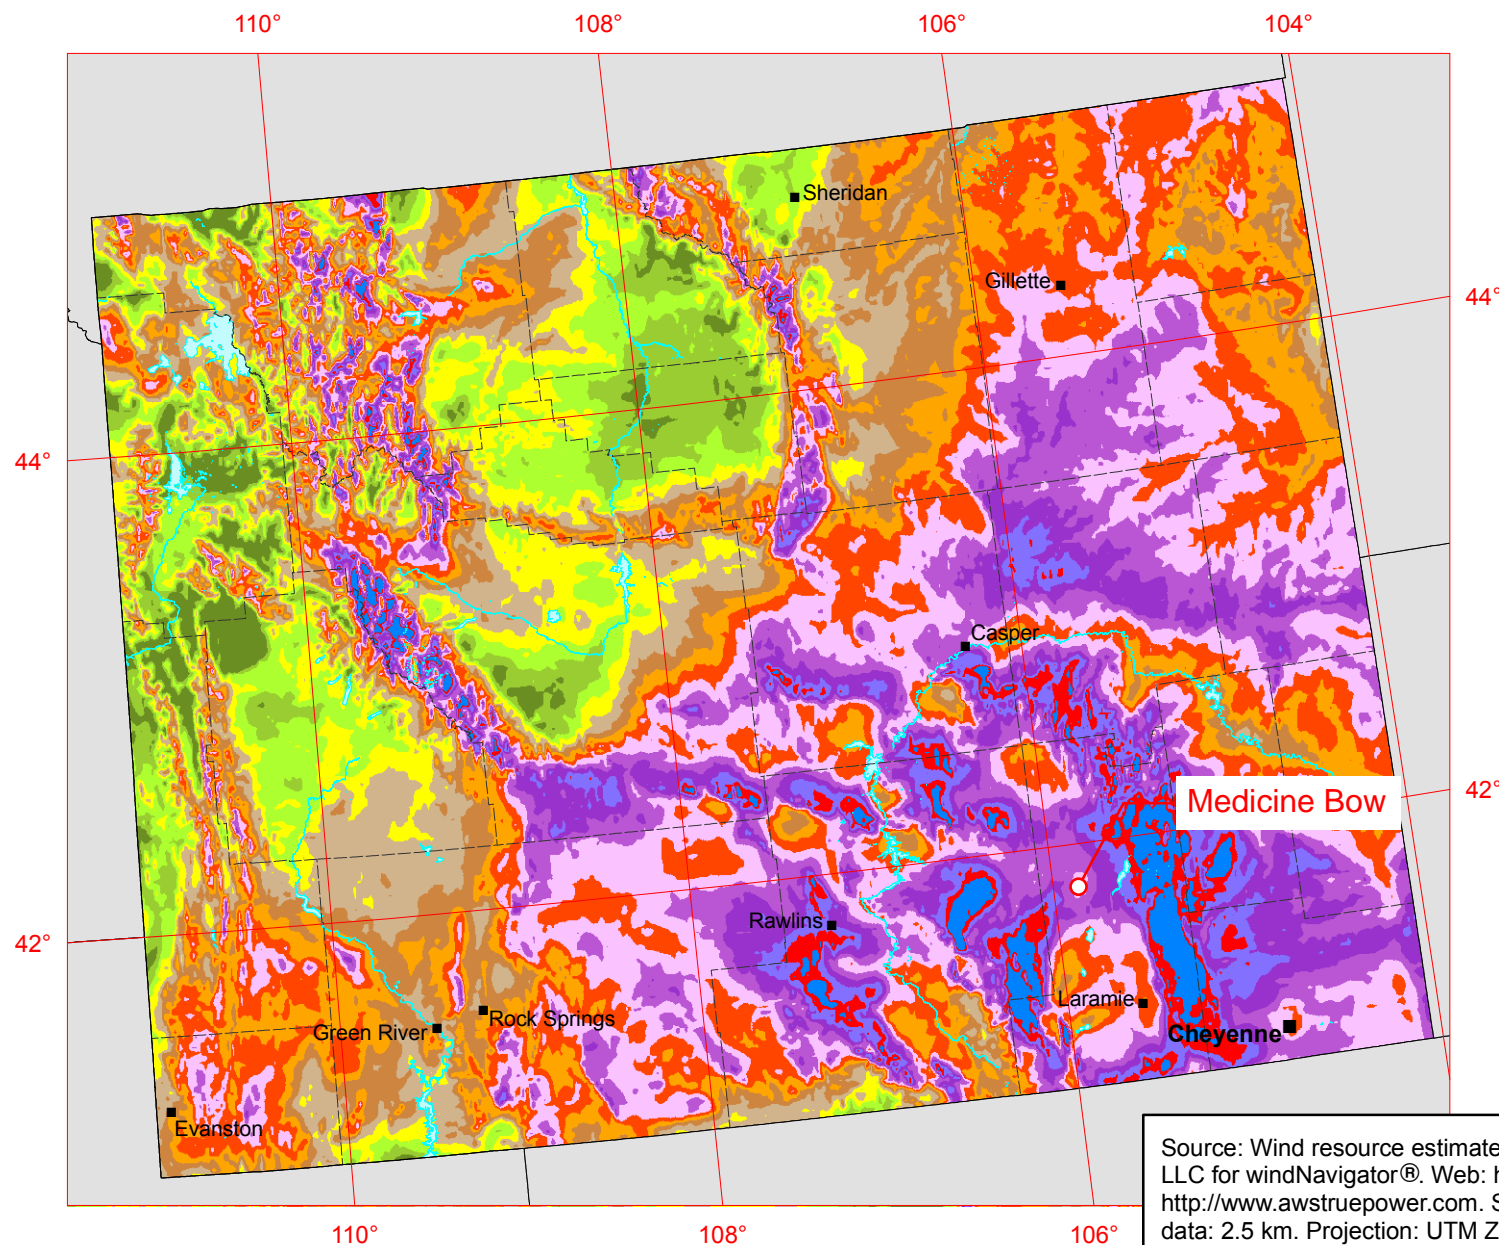 110°
108°
106°
104°
Sheridan
Gillette
44°
44°
Casper
Medicine Bow
42°
Rawlins
42°
Laramie
Rock Springs
Green River
Cheyenne
Evanston
Source: Wind resource estimate
LLC for windNavigator®. Web: h
http://www.awstruepower.com. S
data: 2.5 km. Projection: UTM Z
110°
108°
106°